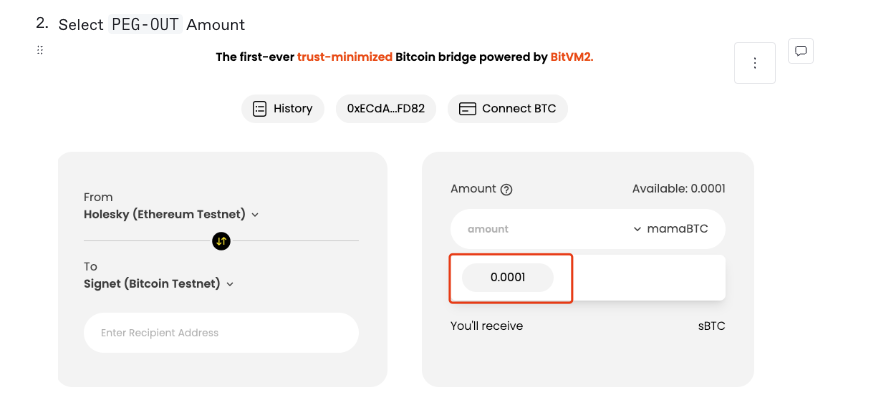 2. Select PEG-OUT Amount
The first-ever trust-minimized Bitcoin bridge powered by BitVM2.
History 0xECdA...FD82 Connect BTC
From
Holesky (Ethereum Testnet)
To
Signet (Bitcoin Testnet)
Enter Recipient Address
Amount ? Available: 0.0001
amount mamaBTC
0.0001
You'll receive sBTC